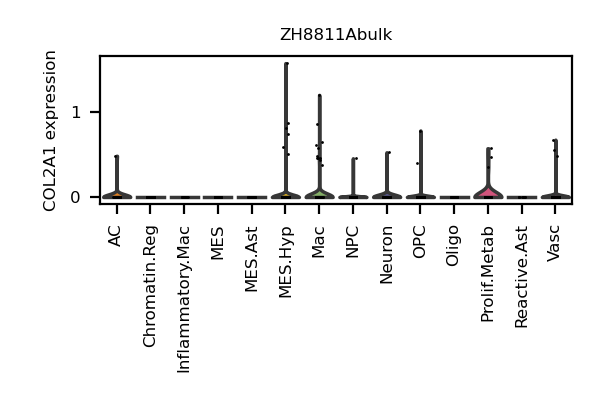 ZH8811Abulk
COL2A1 expression
1
0
AC
Chromatin.Reg
Inflammatory.Mac
MES
MES.Ast
MES.Hyp
Mac
NPC
Neuron
OPC
Oligo
Prolif.Metab
Reactive.Ast
Vasc